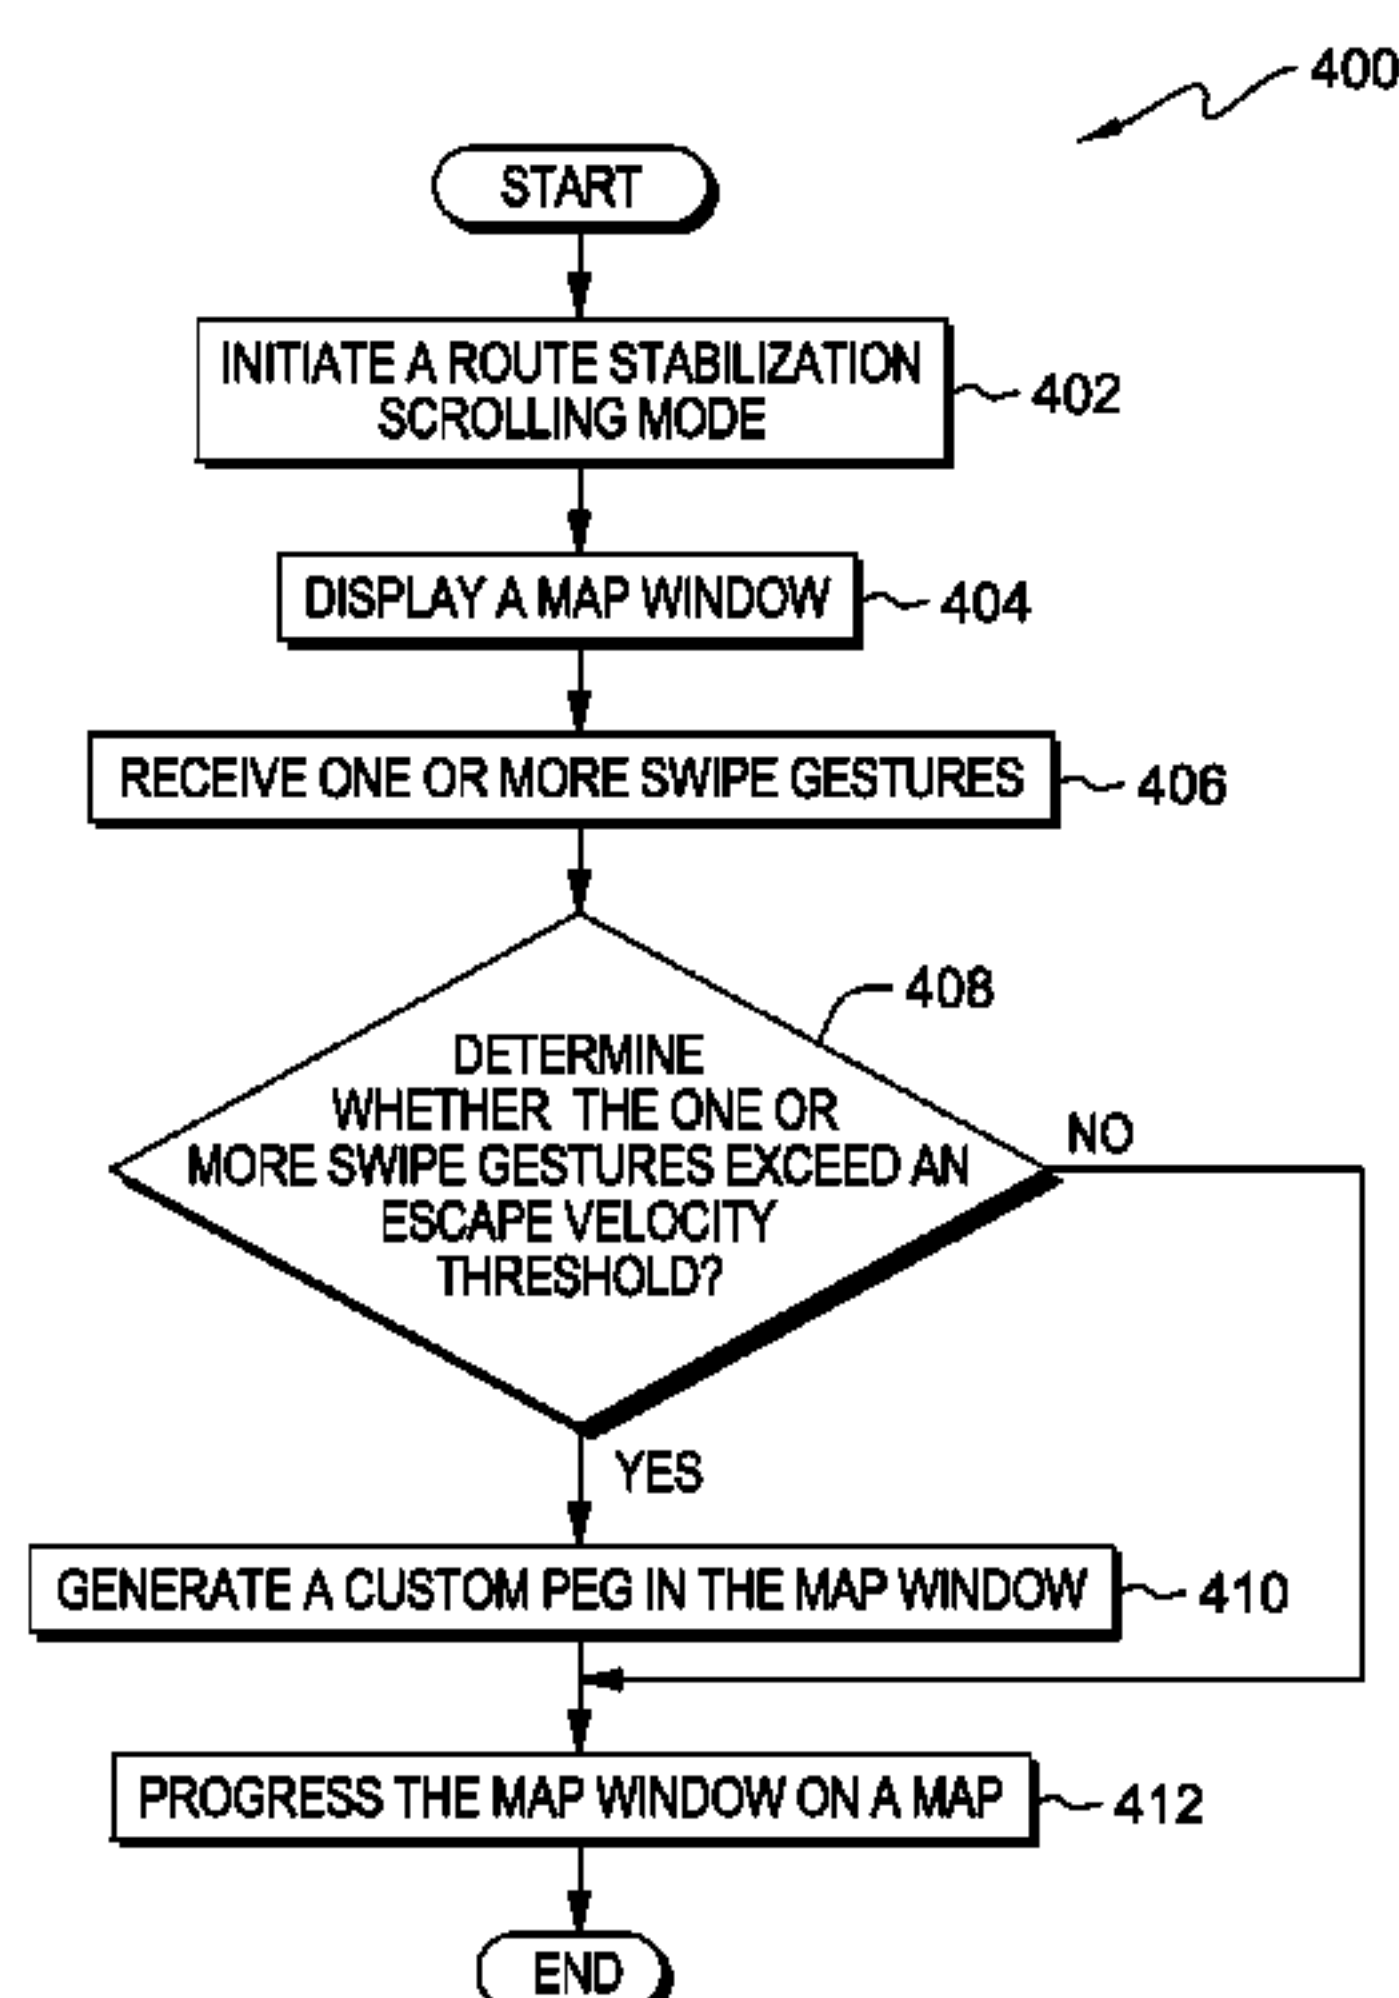 400
START
INITIATE A ROUTE STABILIZATION
SCROLLING MODE
402
DISPLAY A MAP WINDOW
404
RECEIVE ONE OR MORE SWIPE GESTURES
406
408
DETERMINE
WHETHER THE ONE OR
MORE SWIPE GESTURES EXCEED AN
ESCAPE VELOCITY
THRESHOLD?
NO
YES
GENERATE A CUSTOM PEG IN THE MAP WINDOW
410
PROGRESS THE MAP WINDOW ON A MAP
412
END